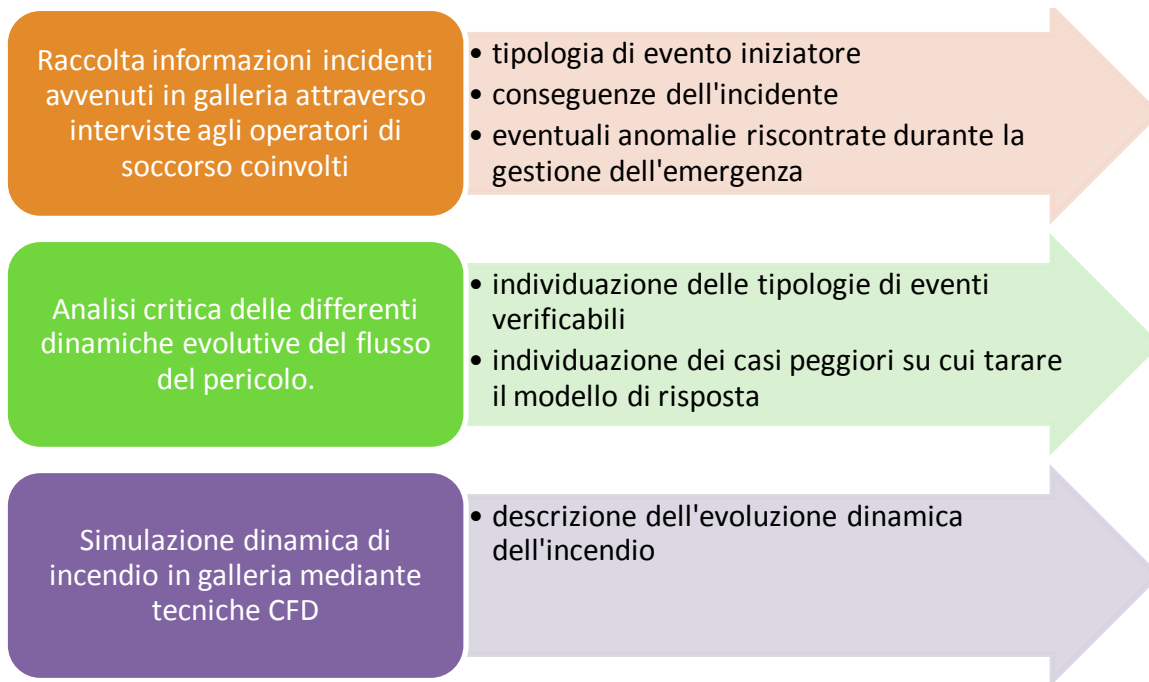 Raccolta informazioni incidenti
avvenuti in galleria attraverso
interviste agli operatori di
soccorso coinvolti
• tipologia di evento iniziatore
• conseguenze dell'incidente
• eventuali anomalie riscontrate durante la
gestione dell'emergenza
Analisi critica delle differenti
dinamiche evolutive del flusso
del pericolo.
• individuazione delle tipologie di eventi
verificabili
• individuazione dei casi peggiori su cui tarare
il modello di risposta
Simulazione dinamica di
incendio in galleria mediante
tecniche CFD
• descrizione dell'evoluzione dinamica
dell'incendio